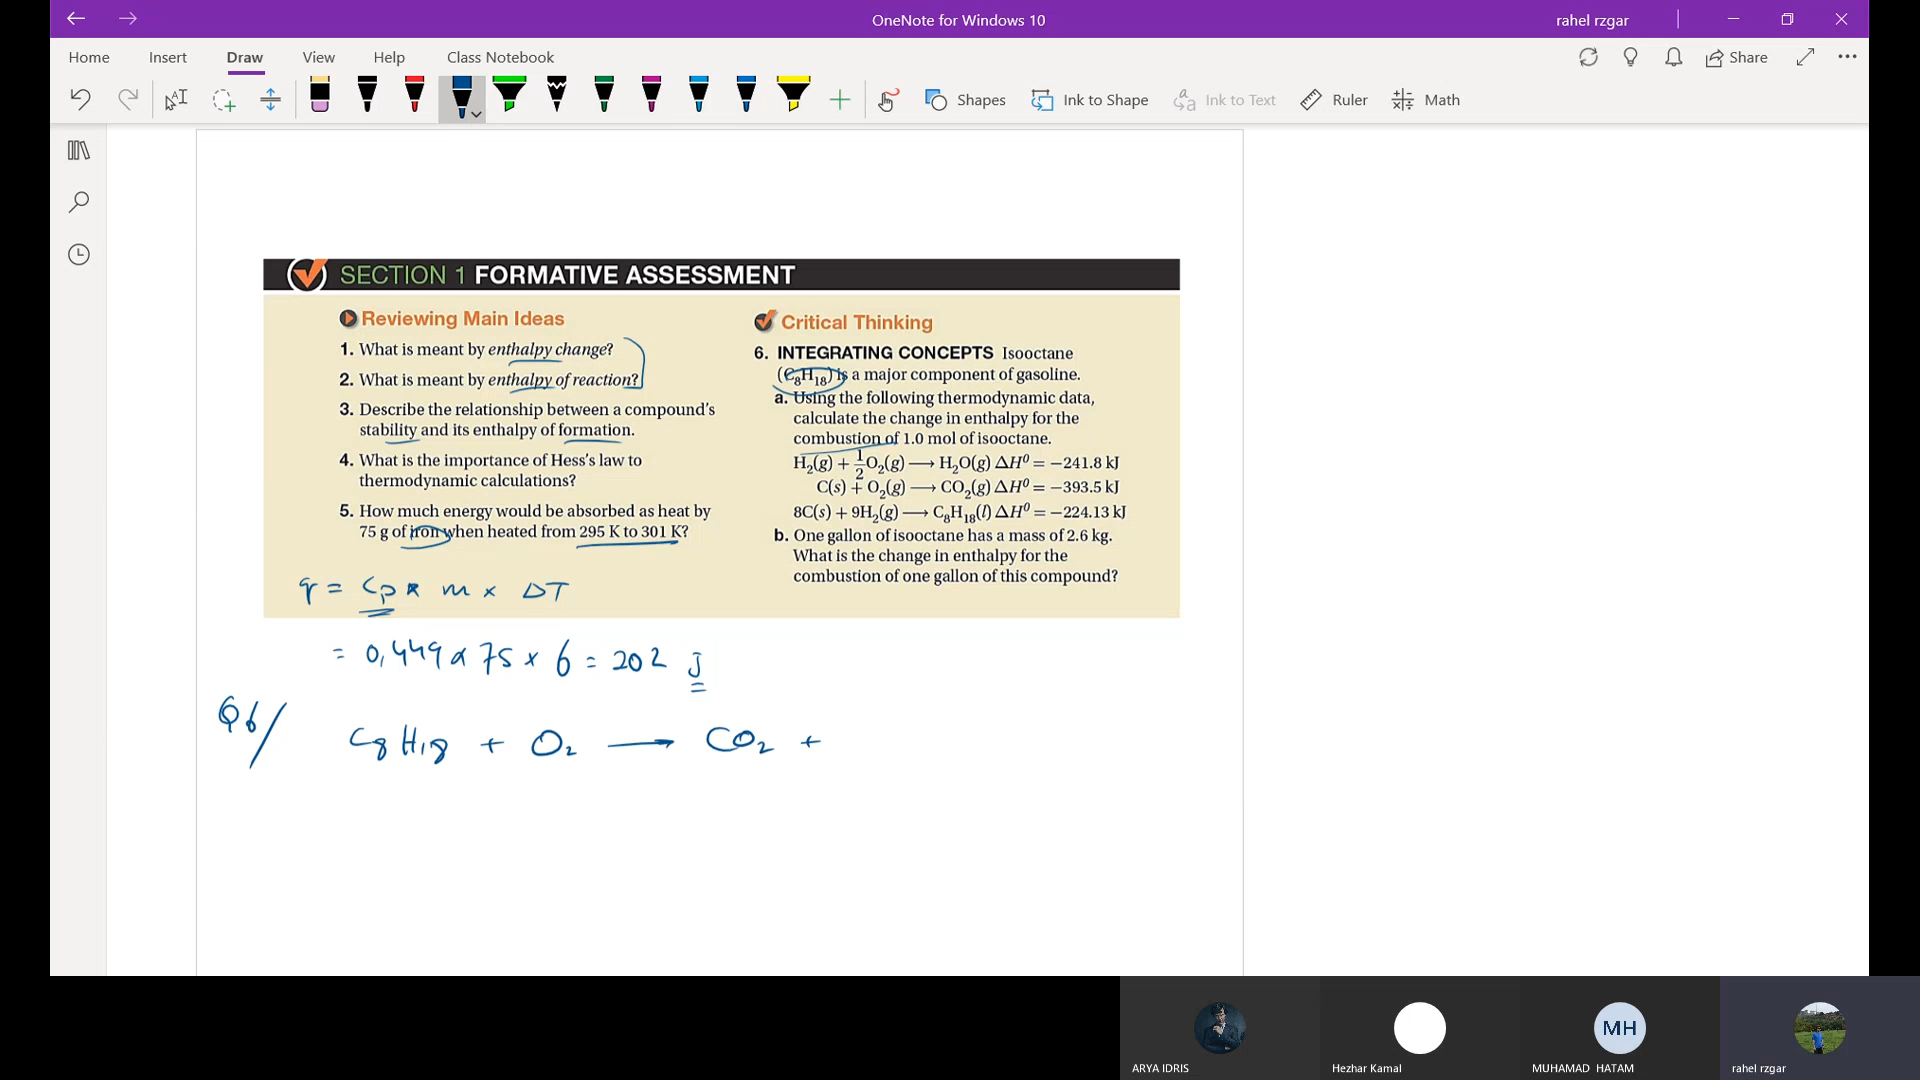 OneNote for Windows 10
rahel rzgar
Home Insert Draw View Help Class Notebook
Share
Shapes Ink to Shape Ink to Text Ruler Math
SECTION 1 FORMATIVE ASSESSMENT
Reviewing Main Ideas
1. What is meant by enthalpy change?
2. What is meant by enthalpy of reaction?
3. Describe the relationship between a compound's
stability and its enthalpy of formation.
4. What is the importance of Hess's law to
thermodynamic calculations?
5. How much energy would be absorbed as heat by
75 g of iron when heated from 295 K to 301 K?
Critical Thinking
6. INTEGRATING CONCEPTS Isooctane
(C₈H₁₈) is a major component of gasoline.
a. Using the following thermodynamic data,
calculate the change in enthalpy for the
combustion of 1.0 mol of isooctane.
H₂(g) + 1/2 O₂(g) ⟶ H₂O(g) ΔH⁰ = −241.8 kJ
C(s) + O₂(g) ⟶ CO₂(g) ΔH⁰ = −393.5 kJ
8C(s) + 9H₂(g) ⟶ C₈H₁₈(l) ΔH⁰ = −224.13 kJ
b. One gallon of isooctane has a mass of 2.6 kg.
What is the change in enthalpy for the
combustion of one gallon of this compound?
q = Cp × m × ΔT
= 0,449 × 75 × 6 = 202 J
Q6/
C₈H₁₈ + O₂ ⟶ CO₂ +
MH
ARYA IDRIS
Hezhar Kamal
MUHAMAD HATAM
rahel rzgar